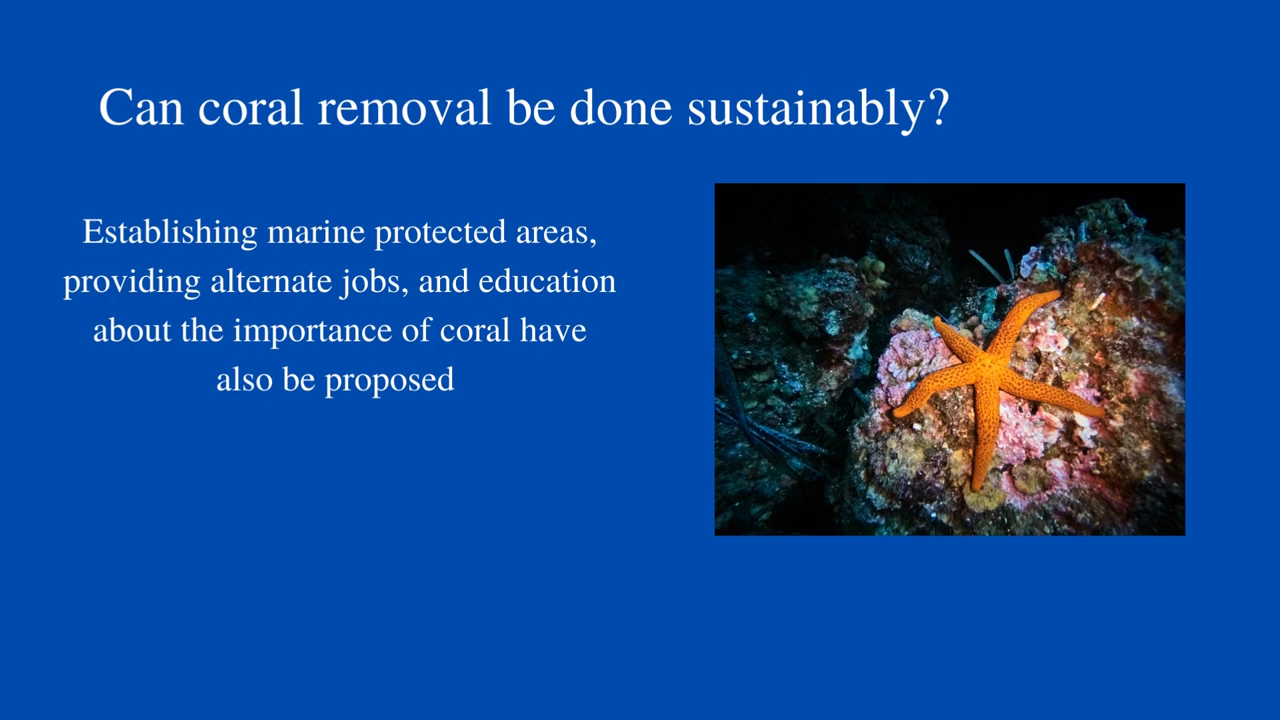 Can coral removal be done sustainably?
Establishing marine protected areas,
providing alternate jobs, and education
about the importance of coral have
also be proposed